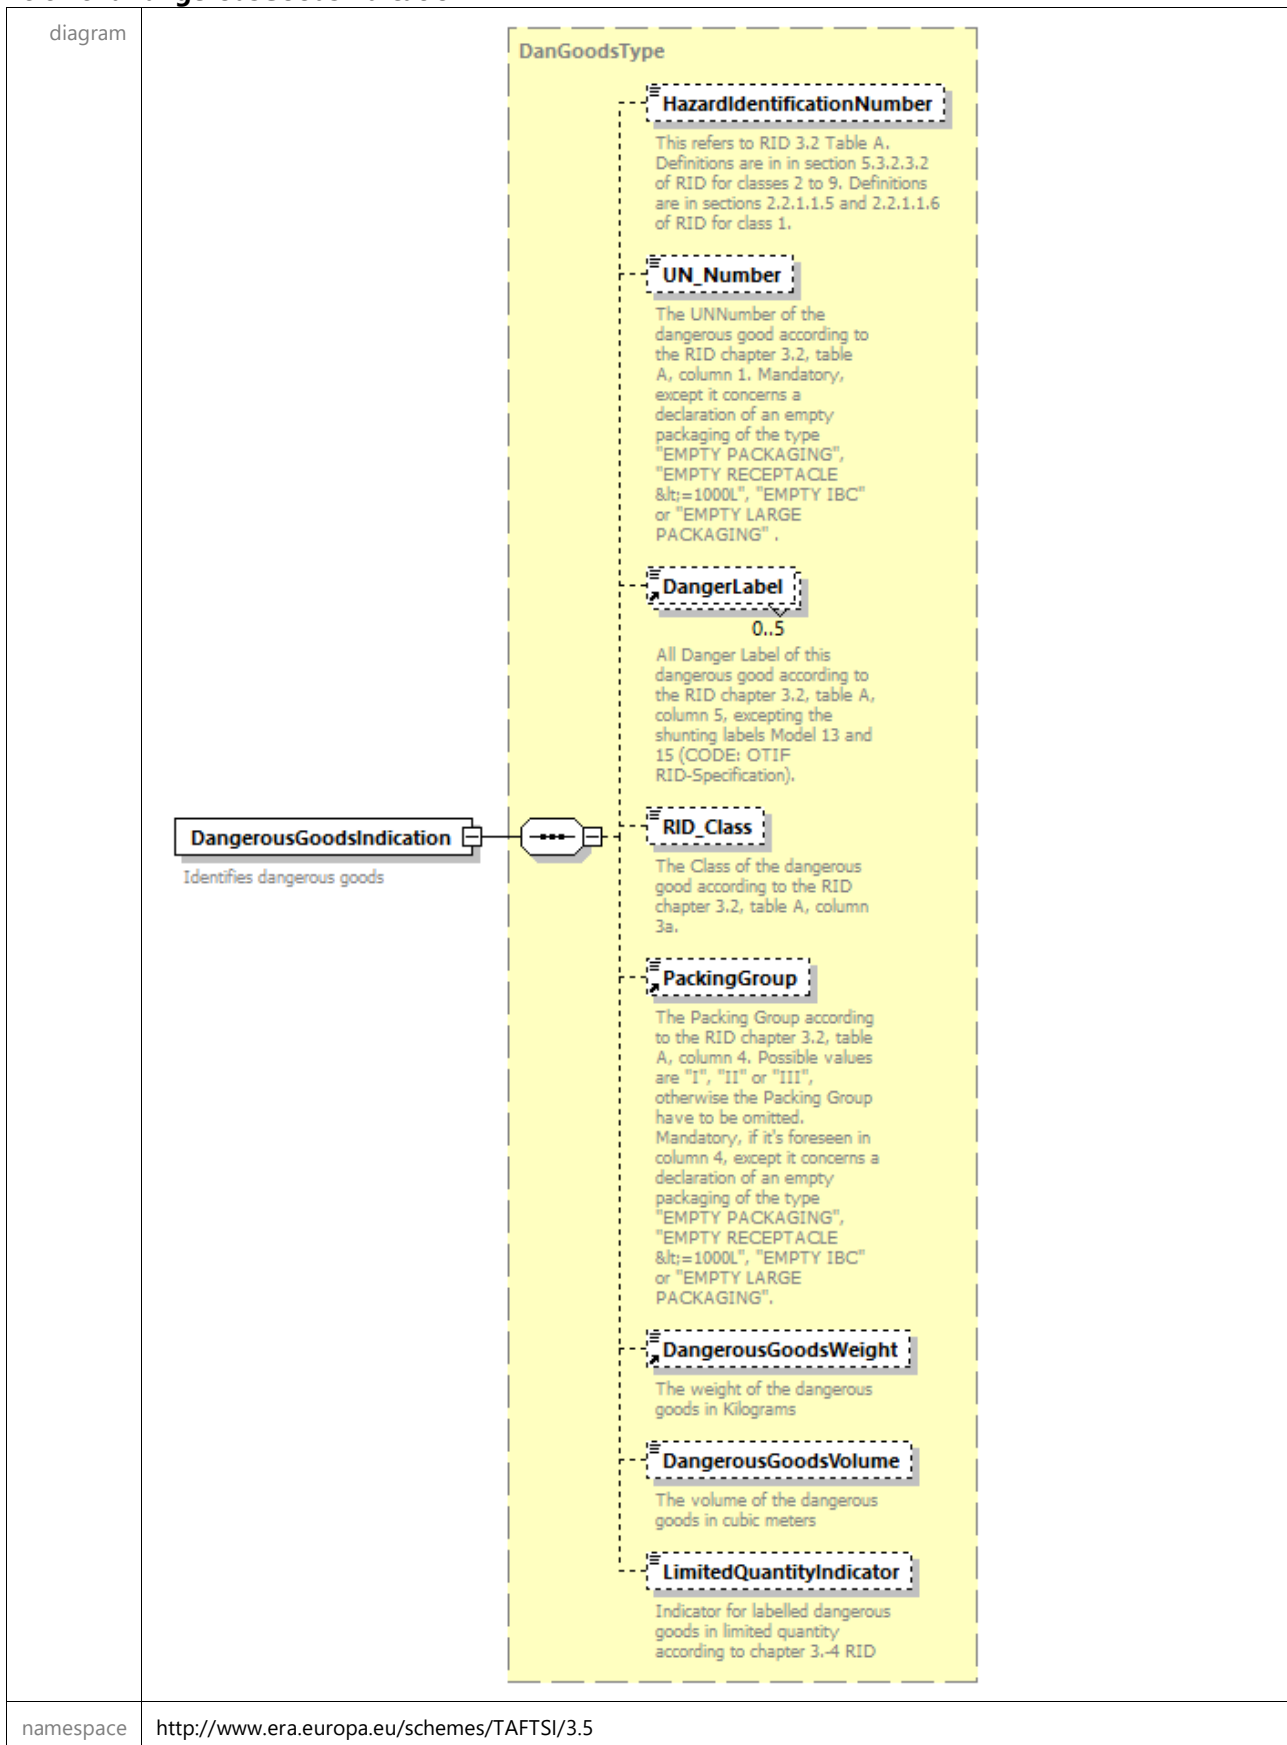 diagram
DanGoodsType
HazardIdentificationNumber
This refers to RID 3.2 Table A.
Definitions are in in section 5.3.2.3.2
of RID for classes 2 to 9. Definitions
are in sections 2.2.1.1.5 and 2.2.1.1.6
of RID for class 1.
UN_Number
The UNNumber of the
dangerous good according to
the RID chapter 3.2, table
A, column 1. Mandatory,
except it concerns a
declaration of an empty
packaging of the type
"EMPTY PACKAGING",
"EMPTY RECEPTACLE
&lt;=1000L", "EMPTY IBC"
or "EMPTY LARGE
PACKAGING" .
DangerLabel
0..5
All Danger Label of this
dangerous good according to
the RID chapter 3.2, table A,
column 5, excepting the
shunting labels Model 13 and
15 (CODE: OTIF
RID-Specification).
DangerousGoodsIndication
Identifies dangerous goods
RID_Class
The Class of the dangerous
good according to the RID
chapter 3.2, table A, column
3a.
PackingGroup
The Packing Group according
to the RID chapter 3.2, table
A, column 4. Possible values
are "I", "II" or "III",
otherwise the Packing Group
have to be omitted.
Mandatory, if it's foreseen in
column 4, except it concerns a
declaration of an empty
packaging of the type
"EMPTY PACKAGING",
"EMPTY RECEPTACLE
&lt;=1000L", "EMPTY IBC"
or "EMPTY LARGE
PACKAGING".
DangerousGoodsWeight
The weight of the dangerous
goods in Kilograms
DangerousGoodsVolume
The volume of the dangerous
goods in cubic meters
LimitedQuantityIndicator
Indicator for labelled dangerous
goods in limited quantity
according to chapter 3.-4 RID
namespace
http://www.era.europa.eu/schemes/TAFTSI/3.5